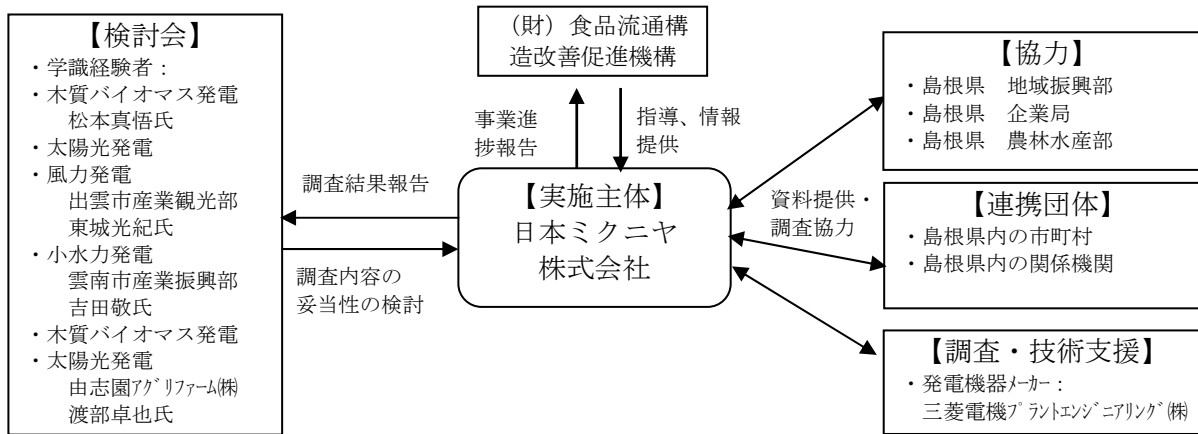 【検討会】
・学識経験者：
・木質バイオマス発電
松本真悟氏
・太陽光発電
・風力発電
出雲市産業観光部
東城光紀氏
・小水力発電
雲南市産業振興部
吉田敬氏
・木質バイオマス発電
・太陽光発電
由志園ｱｸﾞﾘﾌｧｰﾑ㈱
渡部卓也氏
（財）食品流通構
造改善促進機構
事業進
捗報告
指導、情報
提供
調査結果報告
調査内容の
妥当性の検討
【実施主体】
日本ミクニヤ
株式会社
資料提供・
調査協力
【協力】
・島根県　地域振興部
・島根県　企業局
・島根県　農林水産部
【連携団体】
・島根県内の市町村
・島根県内の関係機関
【調査・技術支援】
・発電機器ﾒｰｶｰ：
三菱電機ﾌﾟﾗﾝﾄｴﾝｼﾞﾆｱﾘﾝｸﾞ㈱